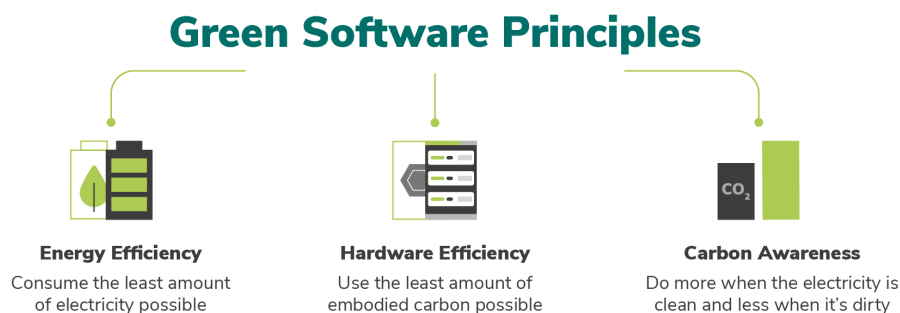 Green Software Principles
CO2
Energy Efficiency
Consume the least amount
of electricity possible
Hardware Efficiency
Use the least amount of
embodied carbon possible
Carbon Awareness
Do more when the electricity is
clean and less when it's dirty